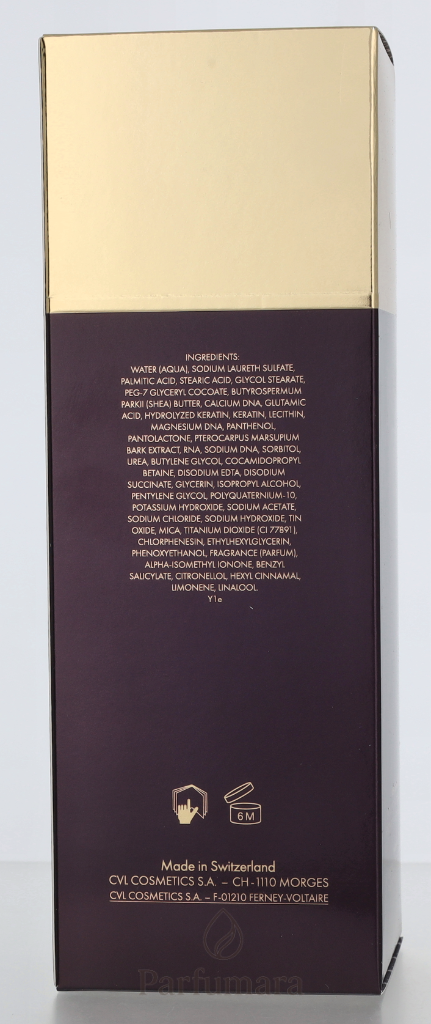 INGREDIENTS:
WATER (AQUA), SODIUM LAURETH SULFATE,
PALMITIC ACID, STEARIC ACID, GLYCOL STEARATE,
PEG-7 GLYCERYL COCOATE, BUTYROSPERMUM
PARKII (SHEA) BUTTER, CALCIUM DNA, GLUTAMIC
ACID, HYDROLYZED KERATIN, KERATIN, LECITHIN,
MAGNESIUM DNA, PANTHENOL,
PANTOLACTONE, PTEROCARPUS MARSUPIUM
BARK EXTRACT, RNA, SODIUM DNA, SORBITOL,
UREA, BUTYLENE GLYCOL, COCAMIDOPROPYL
BETAINE, DISODIUM EDTA, DISODIUM
SUCCINATE, GLYCERIN, ISOPROPYL ALCOHOL,
PENTYLENE GLYCOL, POLYQUATERNIUM-10,
POTASSIUM HYDROXIDE, SODIUM ACETATE,
SODIUM CHLORIDE, SODIUM HYDROXIDE, TIN
OXIDE, MICA, TITANIUM DIOXIDE (CI 77891),
CHLORPHENESIN, ETHYLHEXYLGLYCERIN,
PHENOXYETHANOL, FRAGRANCE (PARFUM),
ALPHA-ISOMETHYL IONONE, BENZYL
SALICYLATE, CITRONELLOL, HEXYL CINNAMAL,
LIMONENE, LINALOOL.
Y1e
6M
Made in Switzerland
CVL COSMETICS S.A. – CH-1110 MORGES
CVL COSMETICS S.A. – F-01210 FERNEY-VOLTAIRE
Parfumara